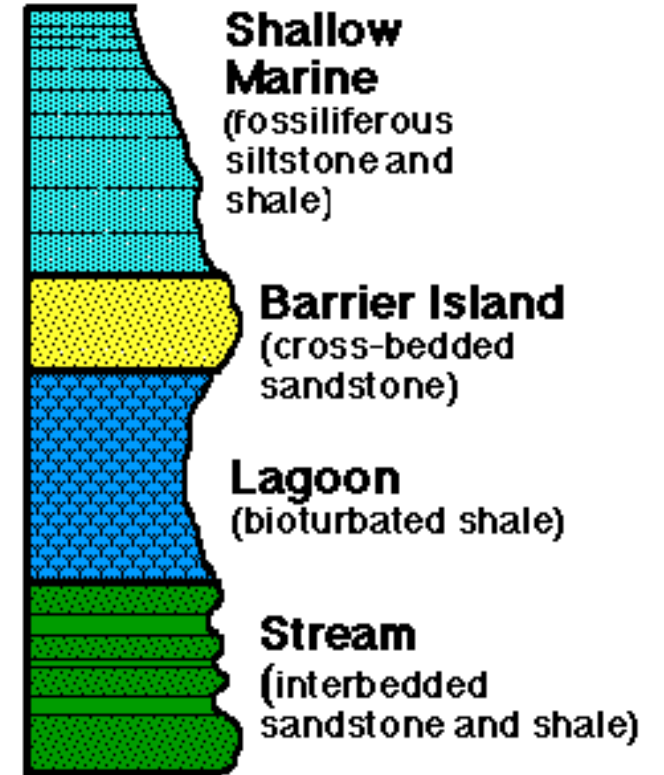 Shallow
Marine
(fossiliferous
siltstone and
shale)
Barrier Island
(cross-bedded
sandstone)
Lagoon
(bioturbated shale)
Stream
(interbedded
sandstone and shale)